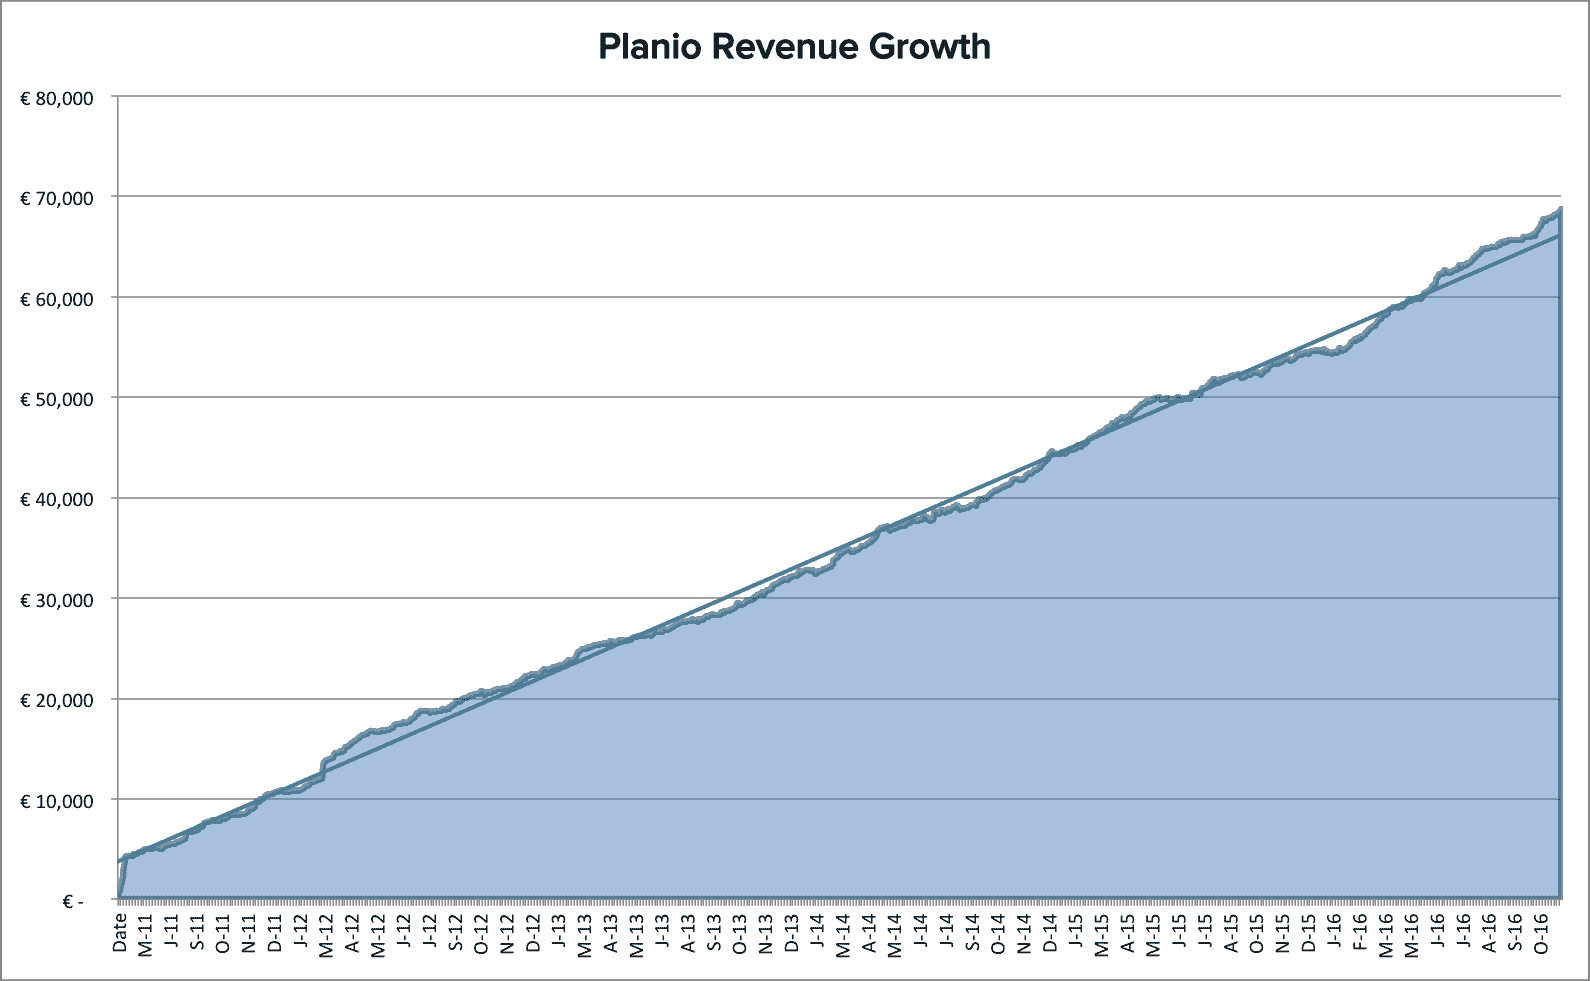 Planio Revenue Growth
€ 80,000
€ 70,000
€ 60,000
€ 50,000
€ 40,000
€ 30,000
€ 20,000
€ 10,000
€ -
Date
M-11
J-11
S-11
O-11
N-11
D-11
J-12
M-12
A-12
M-12
J-12
J-12
S-12
O-12
N-12
D-12
J-13
M-13
A-13
M-13
J-13
A-13
S-13
O-13
N-13
D-13
J-14
M-14
A-14
M-14
J-14
J-14
S-14
O-14
N-14
D-14
J-15
M-15
A-15
M-15
J-15
J-15
A-15
O-15
N-15
D-15
J-16
F-16
M-16
M-16
J-16
J-16
A-16
S-16
O-16